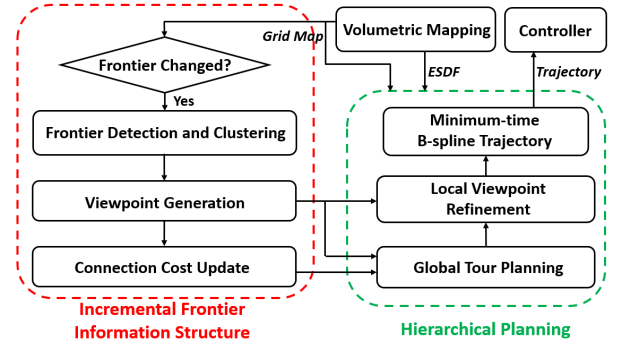 Volumetric Mapping
Controller
Grid Map
Frontier Changed?
ESDF
Trajectory
Yes
Frontier Detection and Clustering
Minimum-time
B-spline Trajectory
Viewpoint Generation
Local Viewpoint
Refinement
Connection Cost Update
Global Tour Planning
Incremental Frontier
Information Structure
Hierarchical Planning